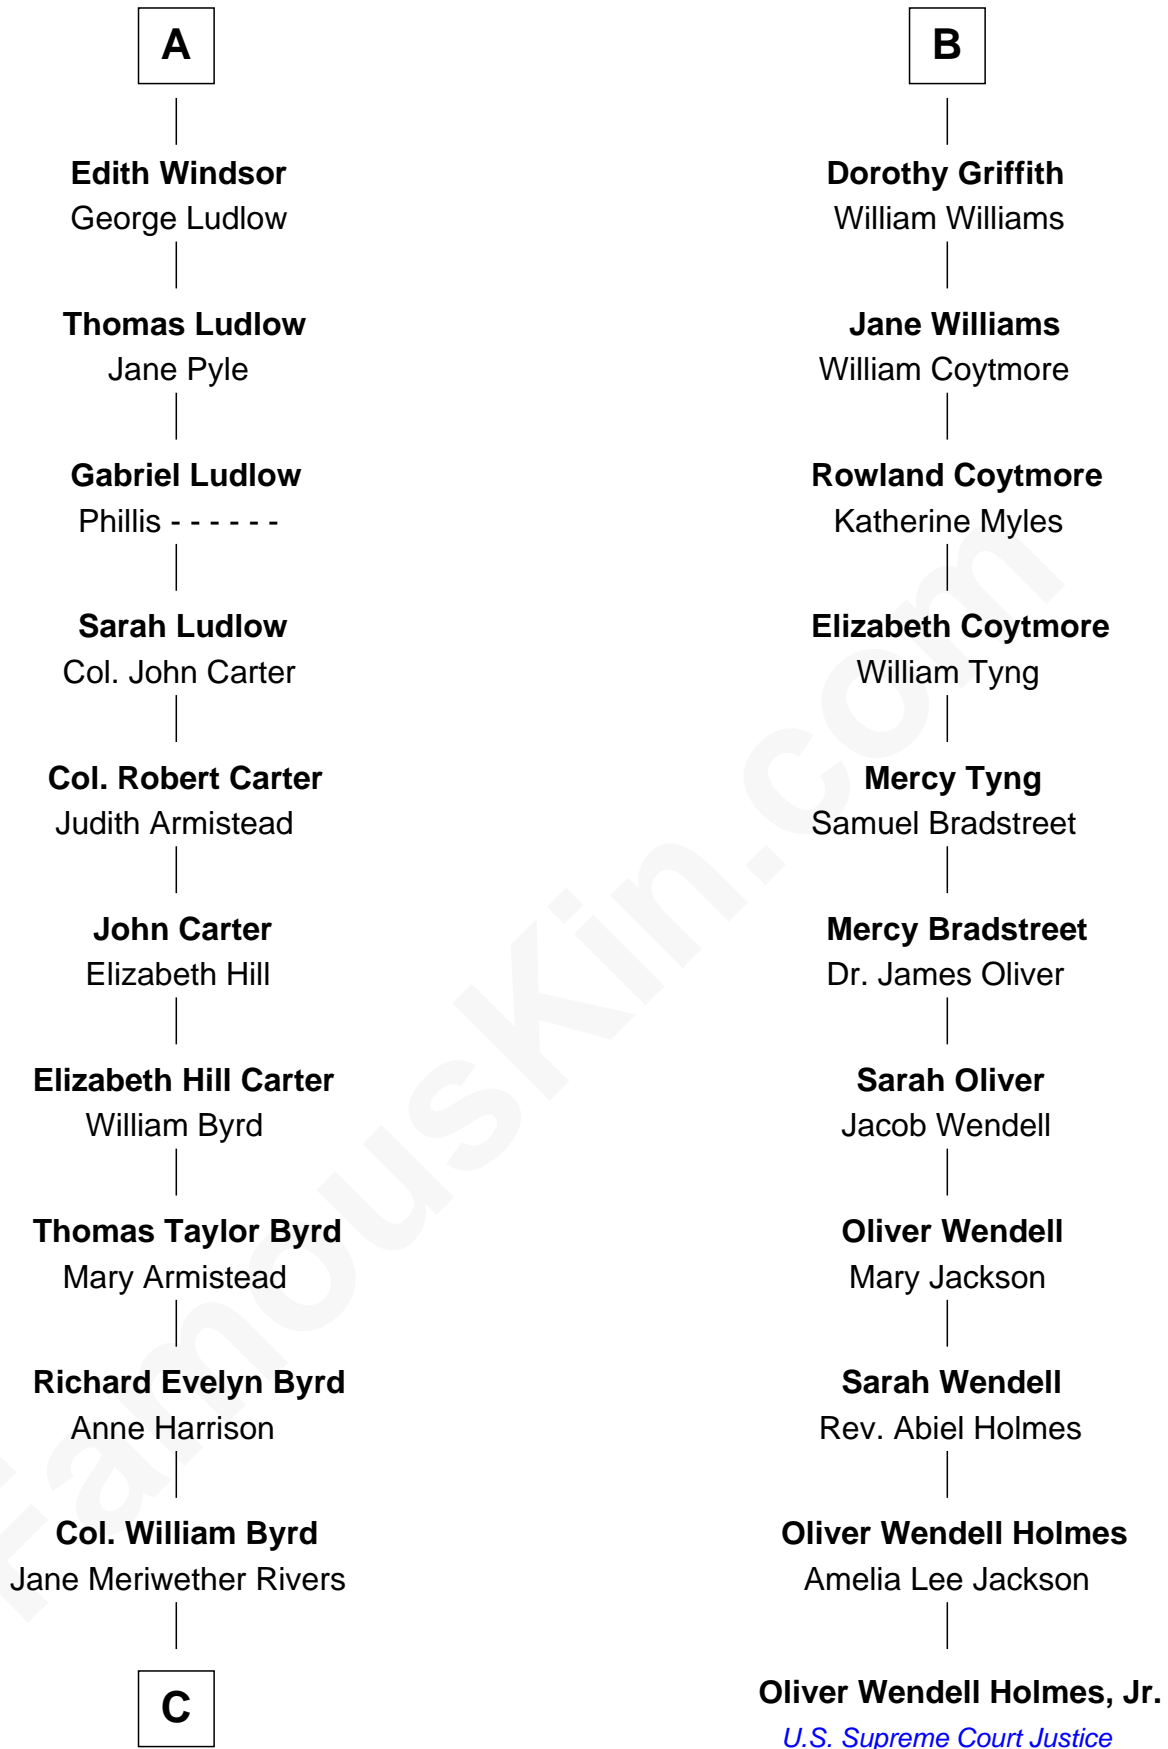 A
Edith Windsor
George Ludlow
Thomas Ludlow
Jane Pyle
Gabriel Ludlow
Phillis - - - - - -
Sarah Ludlow
Col. John Carter
Col. Robert Carter
Judith Armistead
John Carter
Elizabeth Hill
Elizabeth Hill Carter
William Byrd
Thomas Taylor Byrd
Mary Armistead
Richard Evelyn Byrd
Anne Harrison
Col. William Byrd
Jane Meriwether Rivers
C
B
Dorothy Griffith
William Williams
Jane Williams
William Coytmore
Rowland Coytmore
Katherine Myles
Elizabeth Coytmore
William Tyng
Mercy Tyng
Samuel Bradstreet
Mercy Bradstreet
Dr. James Oliver
Sarah Oliver
Jacob Wendell
Oliver Wendell
Mary Jackson
Sarah Wendell
Rev. Abiel Holmes
Oliver Wendell Holmes
Amelia Lee Jackson
Oliver Wendell Holmes, Jr.
U.S. Supreme Court Justice
FamousKin.com